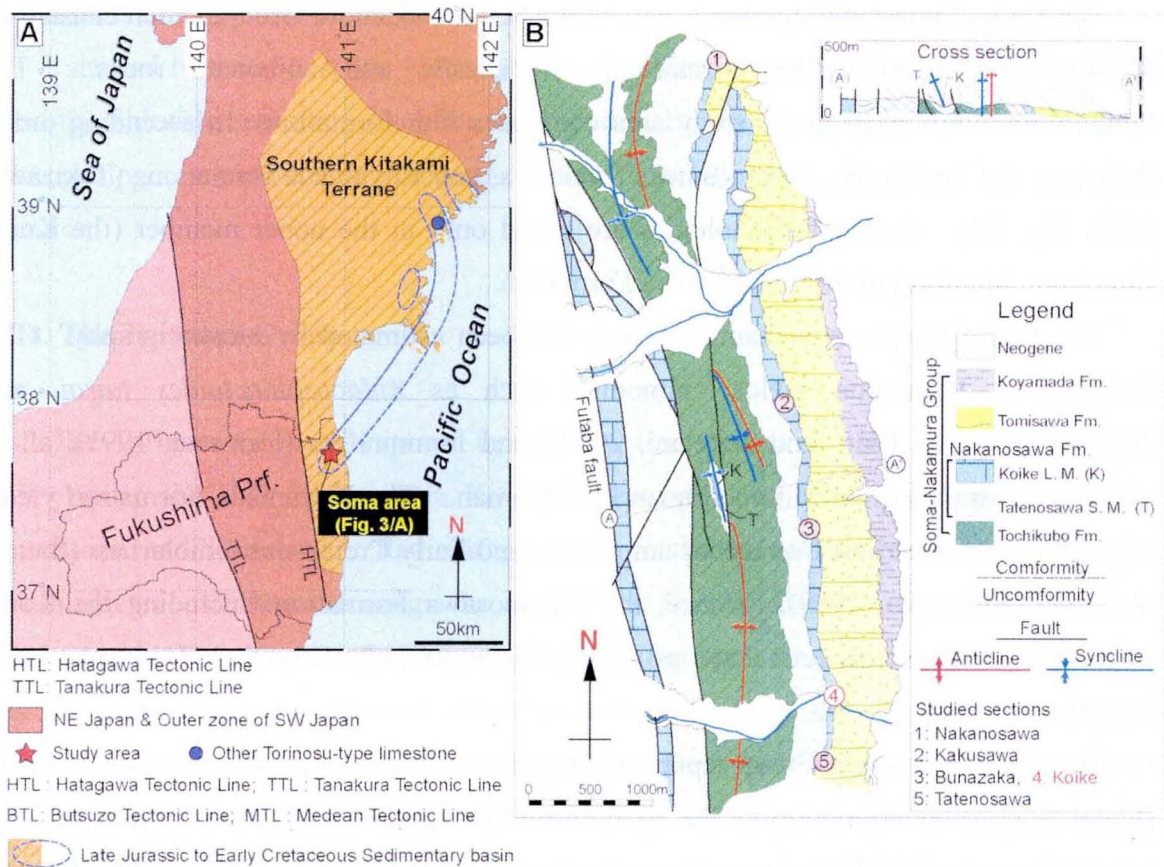 A
B
139 E
140 E
141 E
142 E
40 N
39 N
38 N
37 N
Sea of Japan
Southern Kitakami
Terrane
Pacific Ocean
Fukushima Prf.
Soma area
(Fig. 3/A)
TTL
HTL
N
50km
HTL: Hatagawa Tectonic Line
TTL: Tanakura Tectonic Line
NE Japan & Outer zone of SW Japan
Study area
Other Torinosu-type limestone
HTL: Hatagawa Tectonic Line; TTL: Tanakura Tectonic Line
BTL: Butsuzo Tectonic Line; MTL: Medean Tectonic Line
Late Jurassic to Early Cretaceous Sedimentary basin
500m
Cross section
(A)
T
K
(A')
0
1
2
3
4
5
Futaba fault
A
A'
K
T
N
0 500 1000m
Legend
Neogene
Soma-Nakamura Group
Koyamada Fm.
Tomisawa Fm.
Nakanosawa Fm.
Koike L. M. (K)
Tatenosawa S. M. (T)
Tochikubo Fm.
Comformity
Uncomformity
Fault
Anticline
Syncline
Studied sections
1: Nakanosawa
2: Kakusawa
3: Bunazaka, 4: Koike
5: Tatenosawa